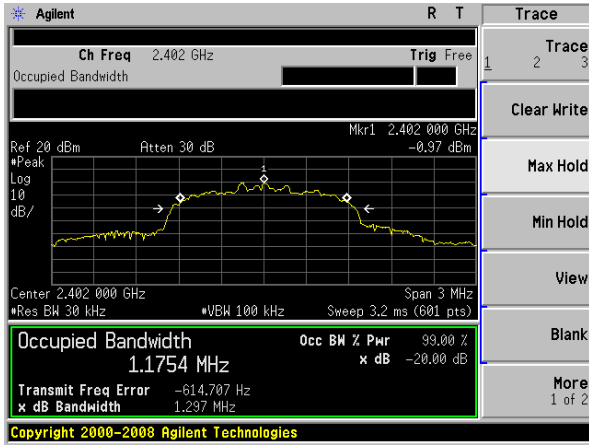 Agilent R T Trace
Ch Freq 2.402 GHz Trig Free
Occupied Bandwidth
Trace
1 2 3
Clear Write
Max Hold
Min Hold
View
Blank
More
1 of 2
Mkr1 2.402 000 GHz
Ref 20 dBm Atten 30 dB -0.97 dBm
#Peak
Log
10
dB/
1
Center 2.402 000 GHz Span 3 MHz
#Res BW 30 kHz #VBW 100 kHz Sweep 3.2 ms (601 pts)
Occupied Bandwidth Occ BW % Pwr 99.00 %
1.1754 MHz x dB -20.00 dB
Transmit Freq Error -614.707 Hz
x dB Bandwidth 1.297 MHz
Copyright 2000-2008 Agilent Technologies